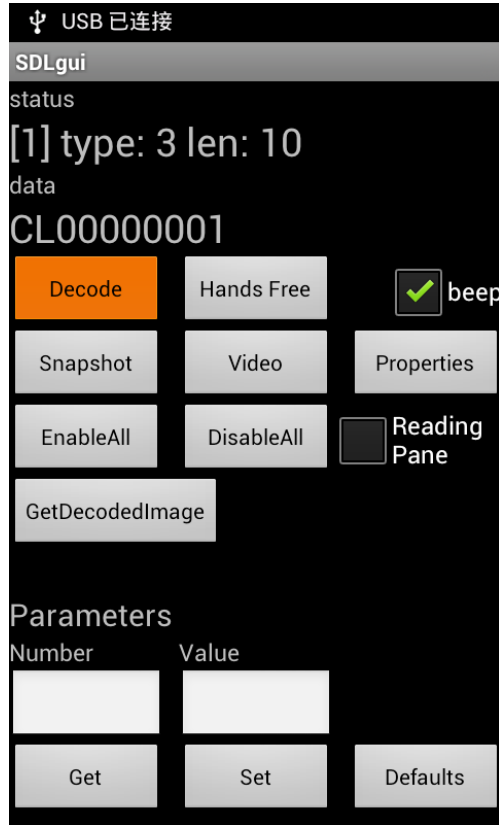 USB 已连接
SDLgui
status
[1] type: 3 len: 10
data
CL00000001
Decode Hands Free beep
Snapshot Video Properties
EnableAll DisableAll Reading
Pane
GetDecodedImage
Parameters
Number Value
Get Set Defaults